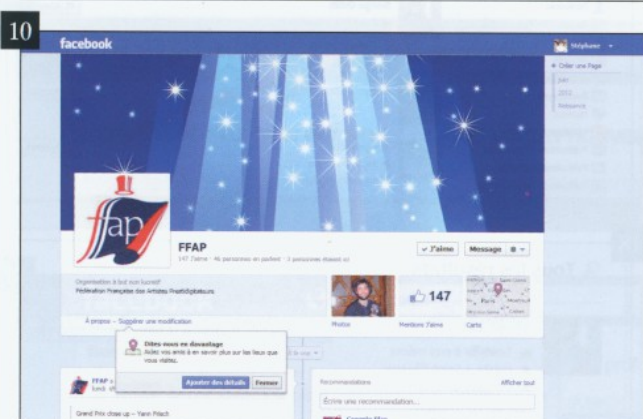 10
facebook
Stéphane
Créer une Page
2012
Naissance
ffap
FFAP
147 J'aime · 46 personnes en parlent · 3 personnes étaient ici
J'aime
Message
Organisation à but non lucratif
Fédération Française des Artistes Prestidigitateurs
À propos – Suggérer une modification
Photos
147
Mentions J'aime
Paris
Carte
Dites nous en davantage
Aidez vos amis à en savoir plus sur les lieux que
vous visitez.
Ajouter des détails
Fermer
FFAP
Grand Prix close up – Yann Frisch
Recommandations
Afficher tout
Écrire une recommandation...